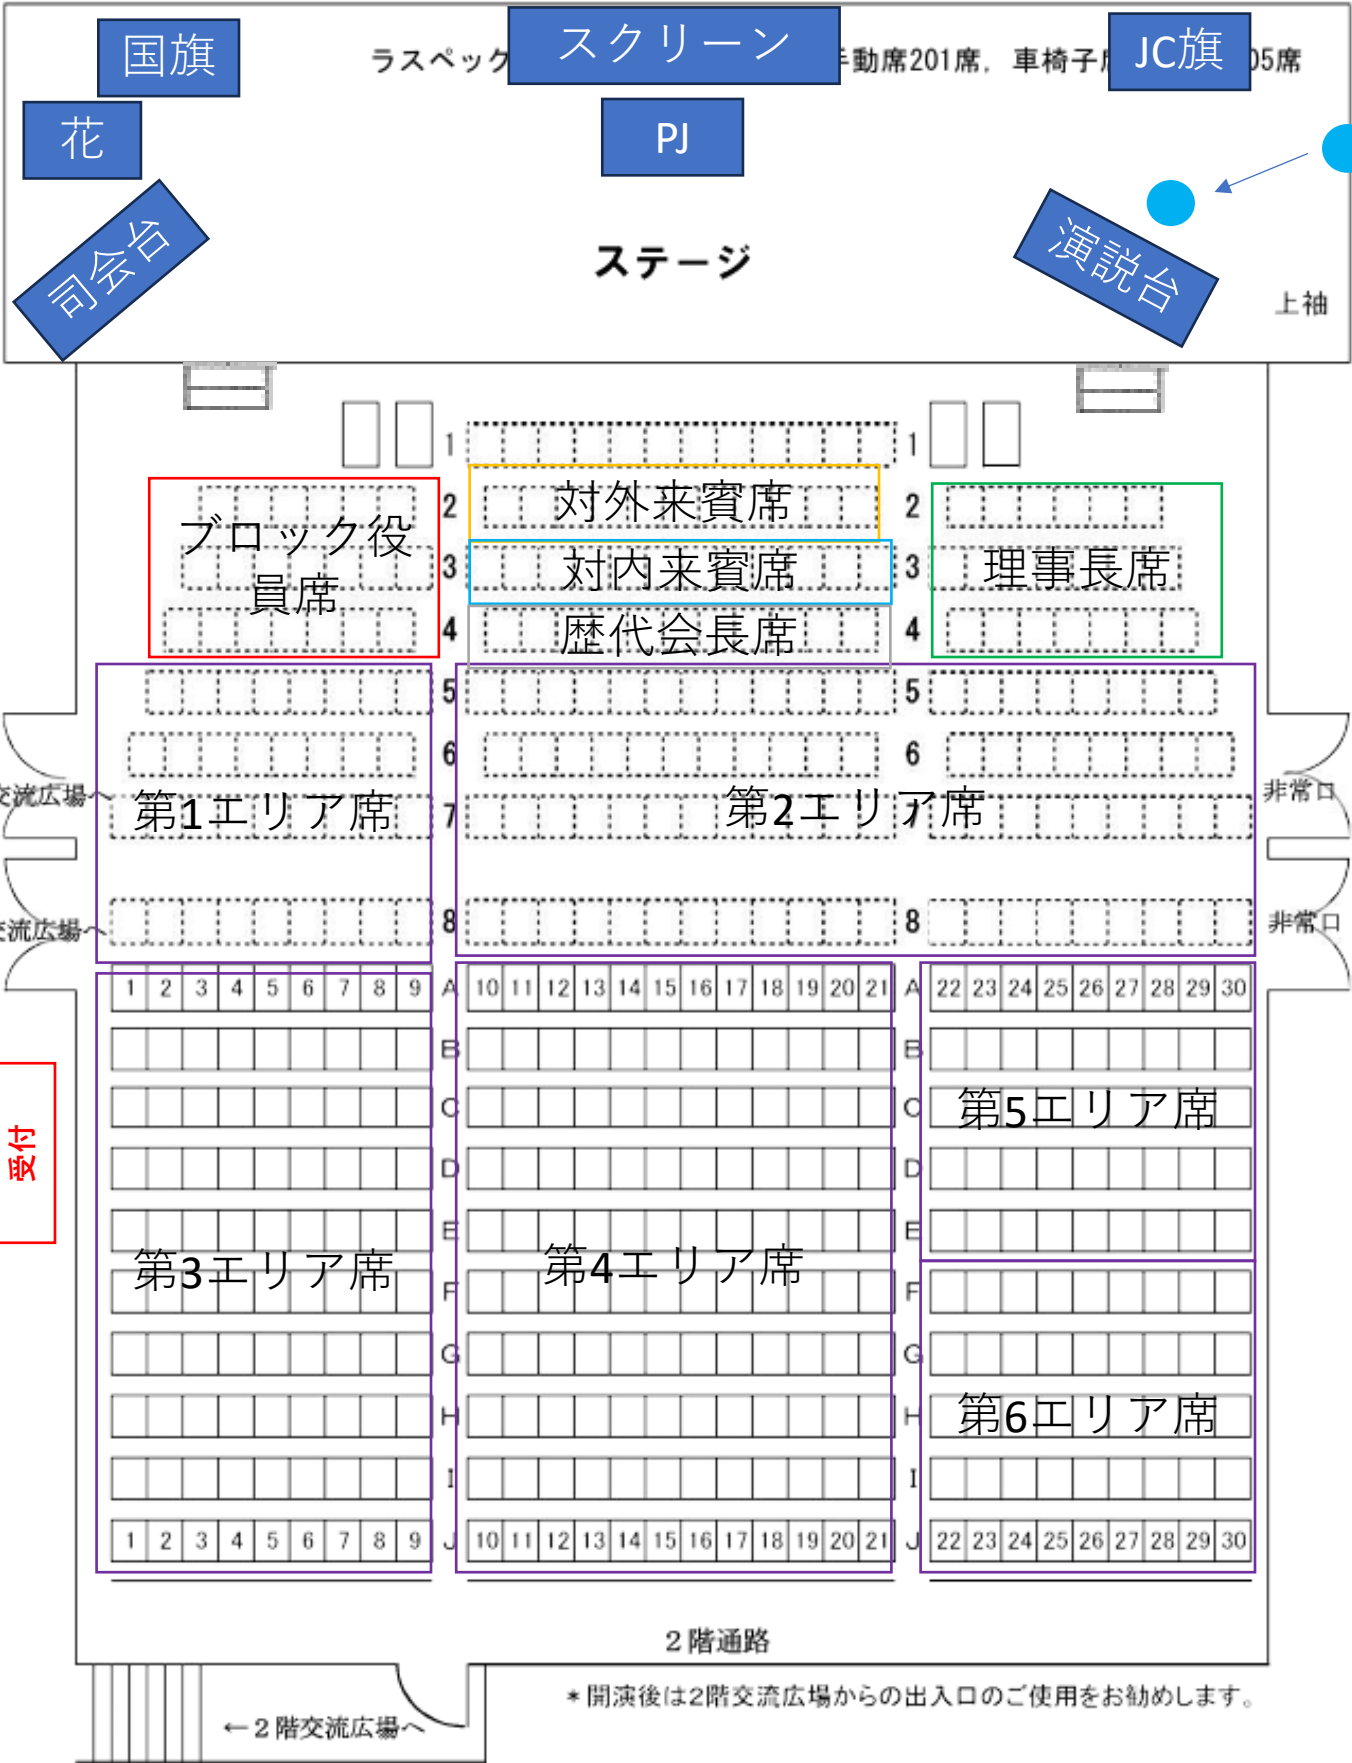 国旗
スクリーン
JC旗
ラスペック
手動席201席, 車椅子
05席
花
PJ
司会台
ステージ
演説台
上袖
1 1
2 対外来賓席 2
ブロック役
員席
3 対内来賓席 3
理事長席
4 歴代会長席 4
5 5
6 6
交流広場へ
第1エリア席
7
第2エリア席
7
非常口
交流広場へ
8 8
非常口
1 2 3 4 5 6 7 8 9 A 10 11 12 13 14 15 16 17 18 19 20 21 A 22 23 24 25 26 27 28 29 30
B B
C C
第5エリア席
受付
D D
E E
第3エリア席
第4エリア席
F F
G G
H H
第6エリア席
I I
1 2 3 4 5 6 7 8 9 J 10 11 12 13 14 15 16 17 18 19 20 21 J 22 23 24 25 26 27 28 29 30
2階通路
*開演後は2階交流広場からの出入口のご使用をお勧めします。
←2階交流広場へ